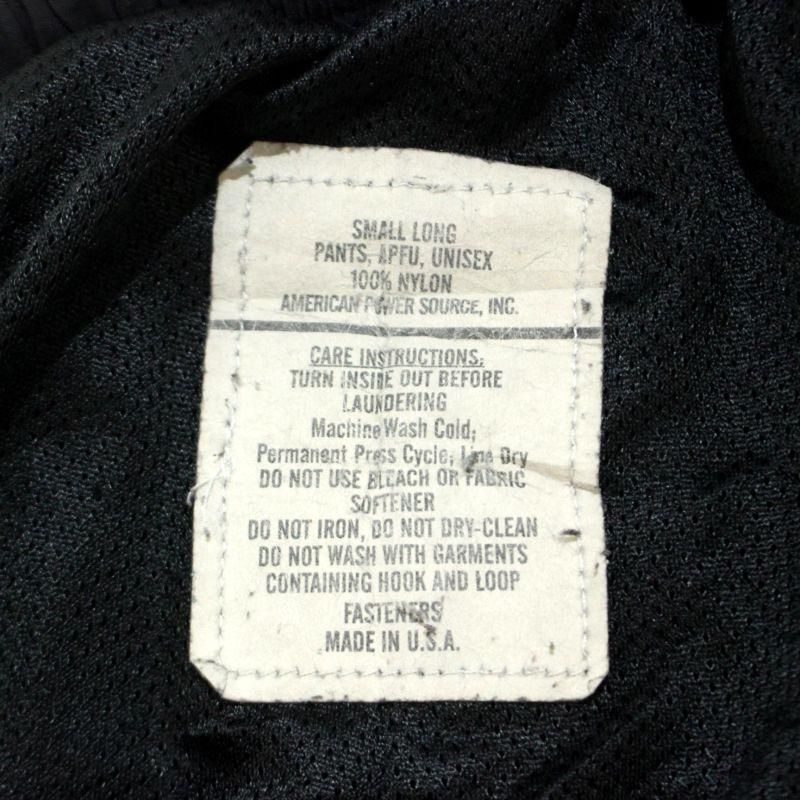 SMALL LONG
PANTS, APFU, UNISEX
100% NYLON
AMERICAN POWER SOURCE, INC.
CARE INSTRUCTIONS:
TURN INSIDE OUT BEFORE
LAUNDERING
Machine Wash Cold;
Permanent Press Cycle; Line Dry
DO NOT USE BLEACH OR FABRIC
SOFTENER
DO NOT IRON, DO NOT DRY-CLEAN
DO NOT WASH WITH GARMENTS
CONTAINING HOOK AND LOOP
FASTENERS
MADE IN U.S.A.